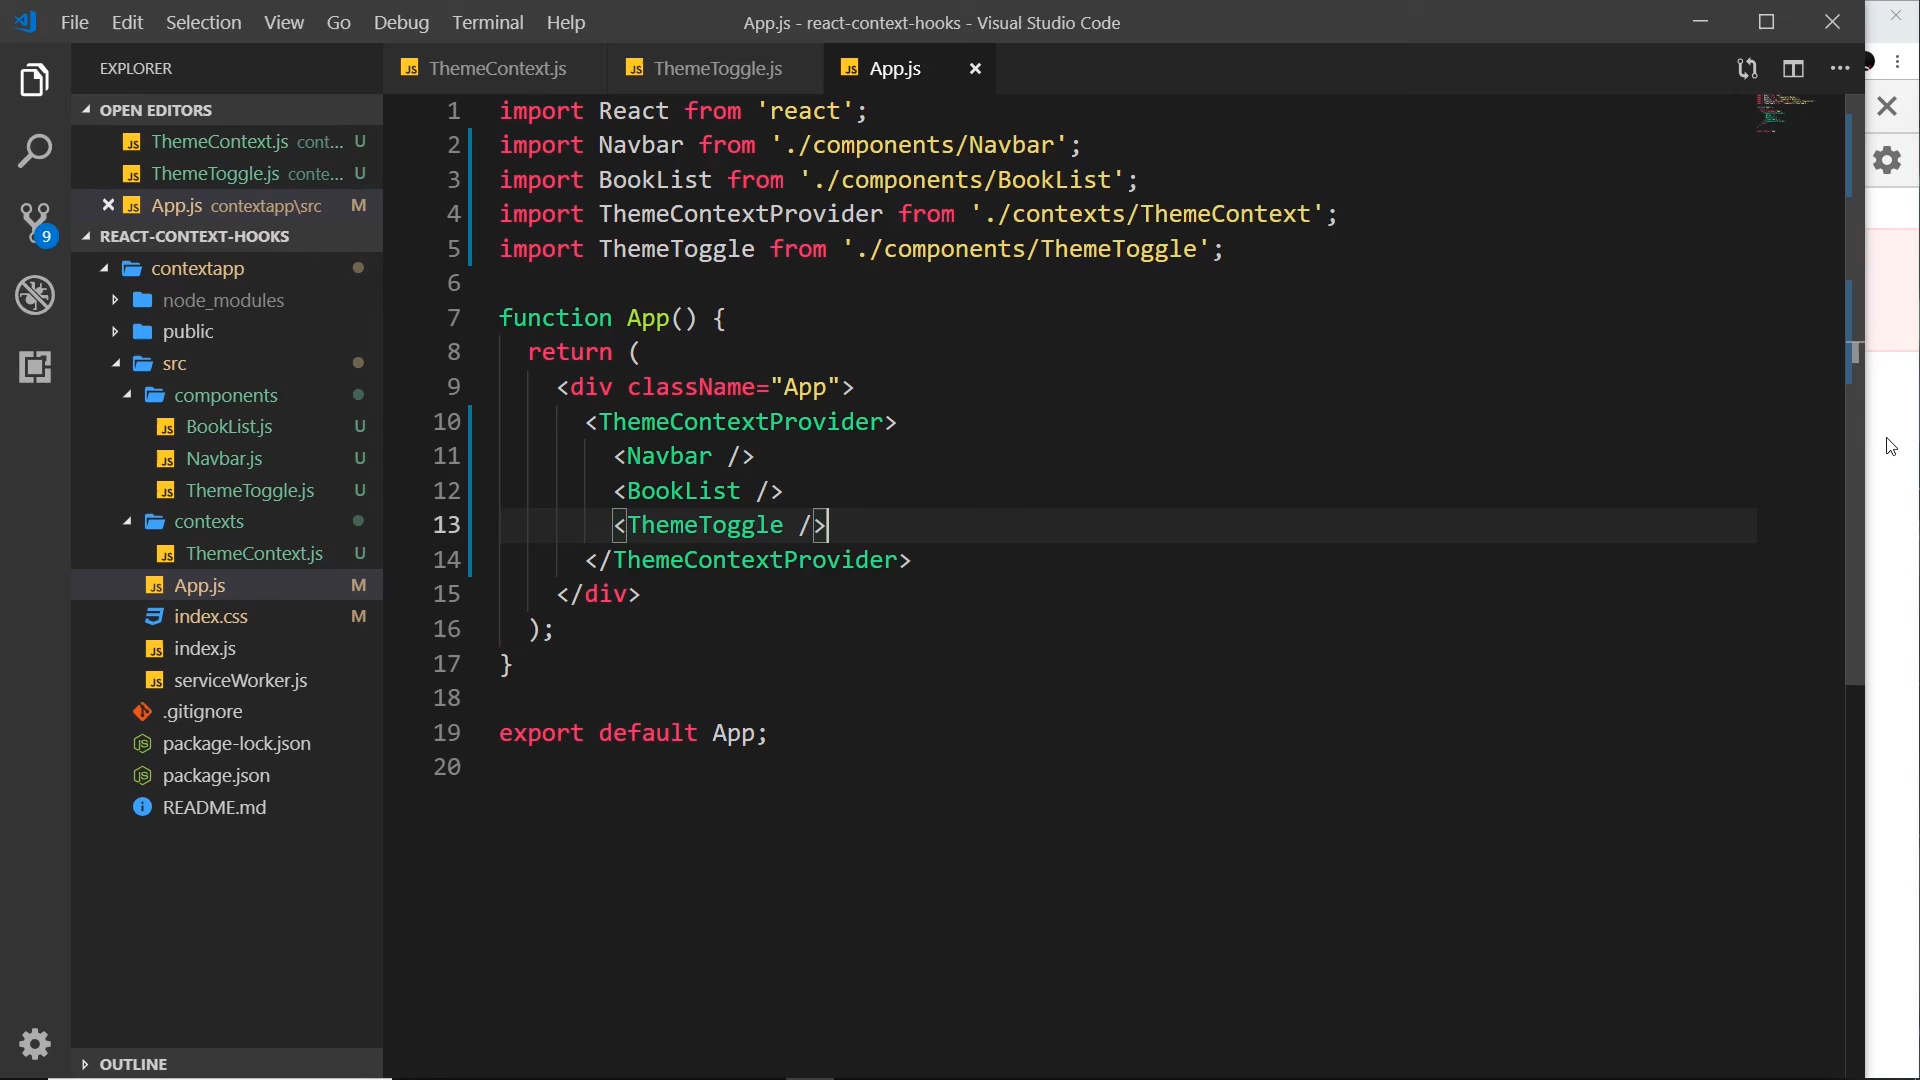 File Edit Selection View Go Debug Terminal Help
App.js - react-context-hooks - Visual Studio Code
EXPLORER
OPEN EDITORS
ThemeContext.js cont... U
ThemeToggle.js conte... U
App.js contextapp\src M
REACT-CONTEXT-HOOKS
contextapp
node_modules
public
src
components
BookList.js U
Navbar.js U
ThemeToggle.js U
contexts
ThemeContext.js U
App.js M
index.css M
index.js
serviceWorker.js
.gitignore
package-lock.json
package.json
README.md
OUTLINE
9
ThemeContext.js ThemeToggle.js App.js
1 import React from 'react';
2 import Navbar from './components/Navbar';
3 import BookList from './components/BookList';
4 import ThemeContextProvider from './contexts/ThemeContext';
5 import ThemeToggle from './components/ThemeToggle';
6
7 function App() {
8 return (
9 <div className="App">
10 <ThemeContextProvider>
11 <Navbar />
12 <BookList />
13 <ThemeToggle />
14 </ThemeContextProvider>
15 </div>
16 );
17 }
18
19 export default App;
20